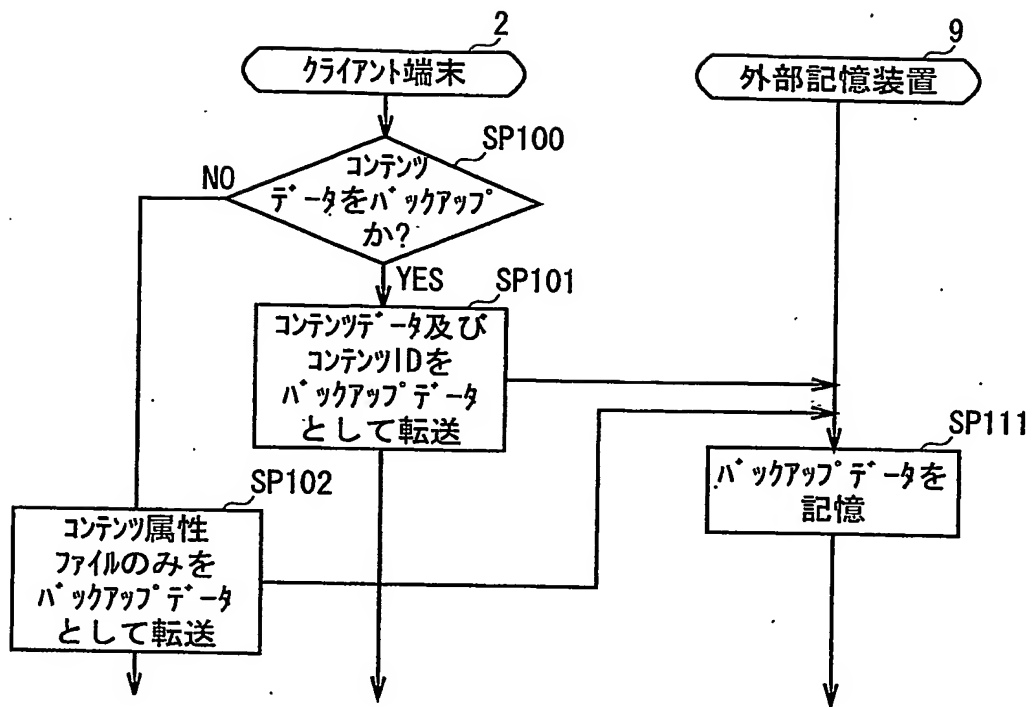 2
クライアント端末
9
外部記憶装置
SP100
コンテンツ
データをバックアップ
か?
NO
YES
SP101
コンテンツデータ及び
コンテンツIDを
バックアップデータ
として転送
SP111
バックアップデータを
記憶
SP102
コンテンツ属性
ファイルのみを
バックアップデータ
として転送